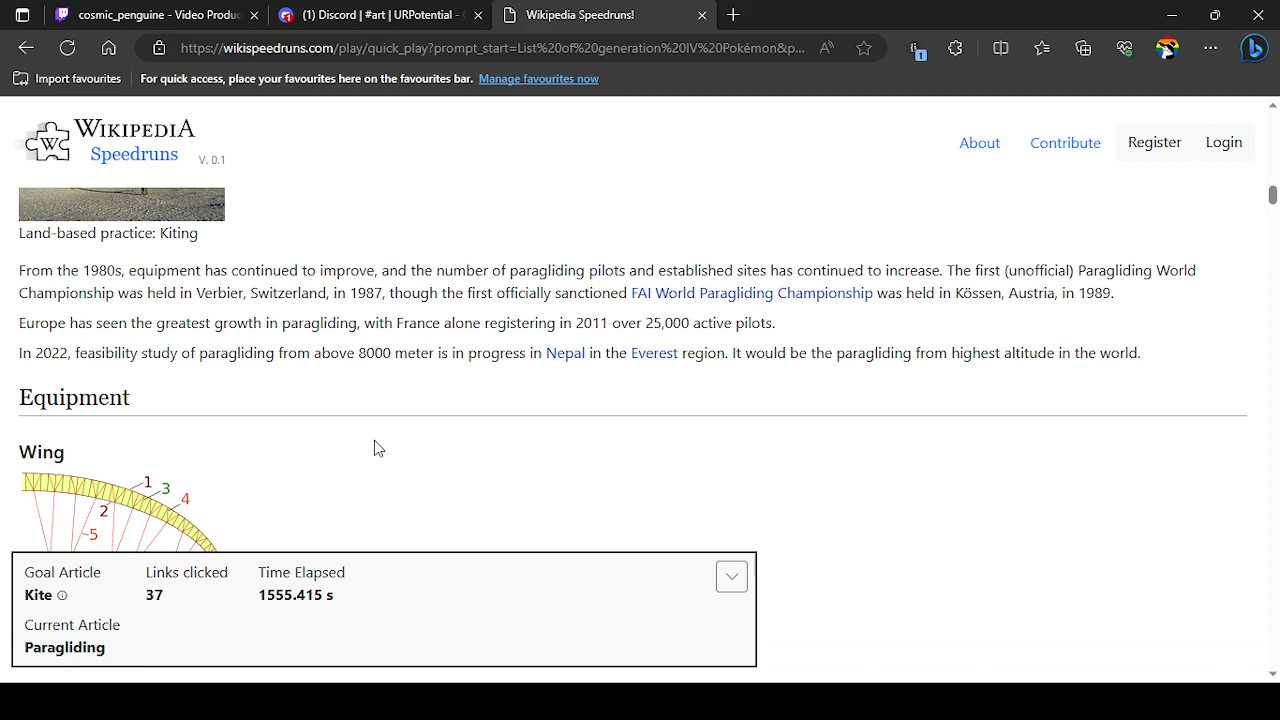 cosmic_penguine - Video Produc
(1) Discord | #art | URPotential - 
Wikipedia Speedruns!
https://wikispeedruns.com/play/quick_play?prompt_start=List%20of%20generation%20IV%20Pokémon&p...
1
Import favourites
For quick access, place your favourites here on the favourites bar. Manage favourites now
WIKIPEDIA
Speedruns V. 0.1
About
Contribute
Register
Login
Land-based practice: Kiting
From the 1980s, equipment has continued to improve, and the number of paragliding pilots and established sites has continued to increase. The first (unofficial) Paragliding World
Championship was held in Verbier, Switzerland, in 1987, though the first officially sanctioned FAI World Paragliding Championship was held in Kössen, Austria, in 1989.
Europe has seen the greatest growth in paragliding, with France alone registering in 2011 over 25,000 active pilots.
In 2022, feasibility study of paragliding from above 8000 meter is in progress in Nepal in the Everest region. It would be the paragliding from highest altitude in the world.
Equipment
Wing
1
3
4
2
5
Goal Article
Links clicked
Time Elapsed
Kite
37
1555.415 s
Current Article
Paragliding